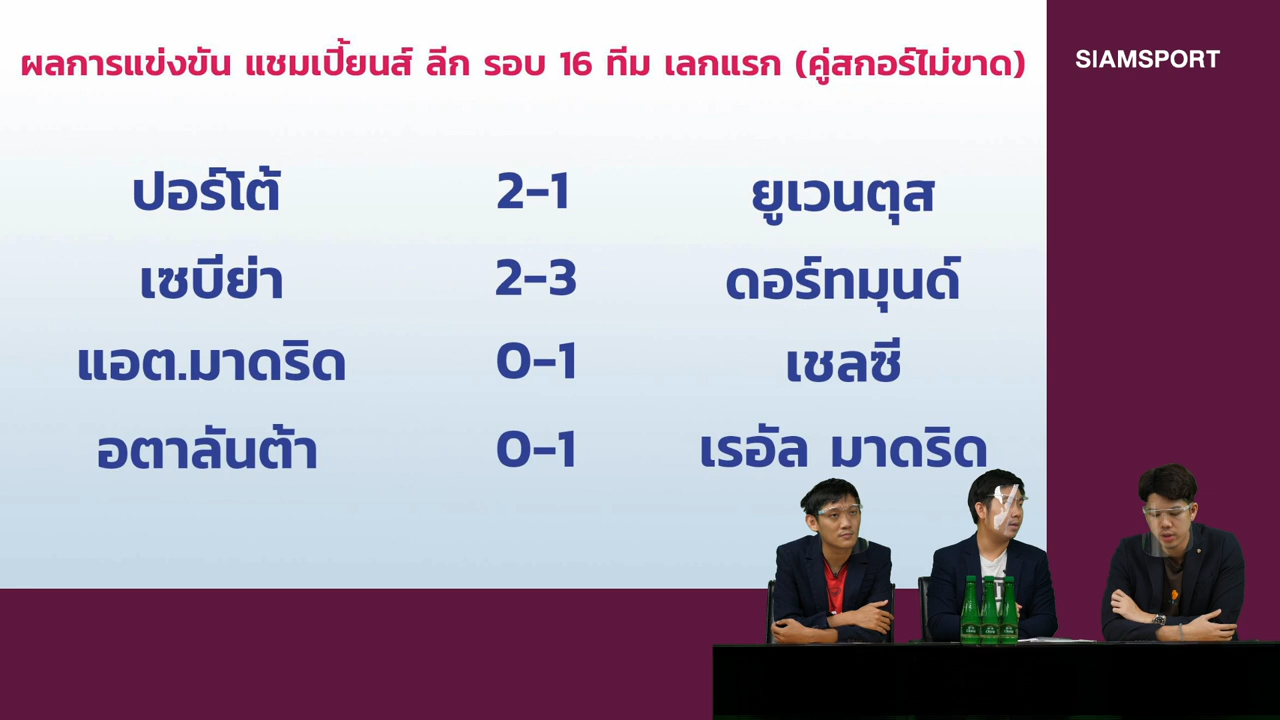 ผลการแข่งขัน แชมเปี้ยนส์ ลีก รอบ 16 ทีม เลกแรก (คู่สกอร์ไม่ขาด)
SIAMSPORT
ปอร์โต้ 2-1 ยูเวนตุส
เซบีย่า 2-3 ดอร์ทมุนด์
แอต.มาดริด 0-1 เชลซี
อตาลันต้า 0-1 เรอัล มาดริด